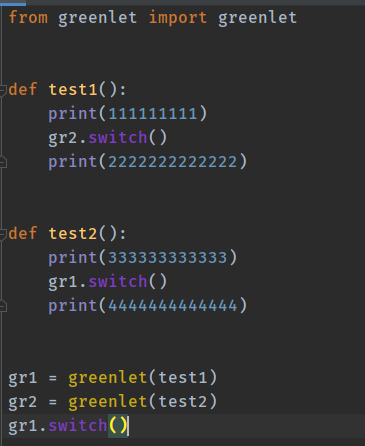 from greenlet import greenlet
def test1():
    print(111111111)
    gr2.switch()
    print(2222222222222)
def test2():
    print(333333333333)
    gr1.switch()
    print(4444444444444)
gr1 = greenlet(test1)
gr2 = greenlet(test2)
gr1.switch()